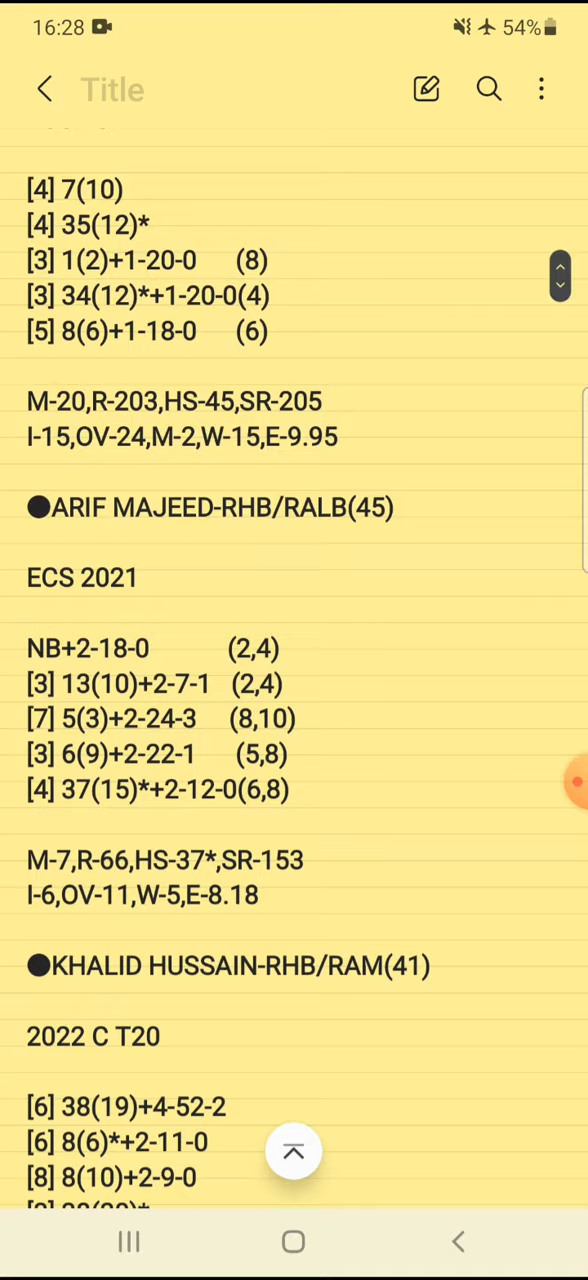 16:28
54%
Title
[4] 7(10)
[4] 35(12)*
[3] 1(2)+1-20-0 (8)
[3] 34(12)*+1-20-0(4)
[5] 8(6)+1-18-0 (6)
M-20,R-203,HS-45,SR-205
I-15,OV-24,M-2,W-15,E-9.95
●ARIF MAJEED-RHB/RALB(45)
ECS 2021
NB+2-18-0 (2,4)
[3] 13(10)+2-7-1 (2,4)
[7] 5(3)+2-24-3 (8,10)
[3] 6(9)+2-22-1 (5,8)
[4] 37(15)*+2-12-0(6,8)
M-7,R-66,HS-37*,SR-153
I-6,OV-11,W-5,E-8.18
●KHALID HUSSAIN-RHB/RAM(41)
2022 C T20
[6] 38(19)+4-52-2
[6] 8(6)*+2-11-0
[8] 8(10)+2-9-0